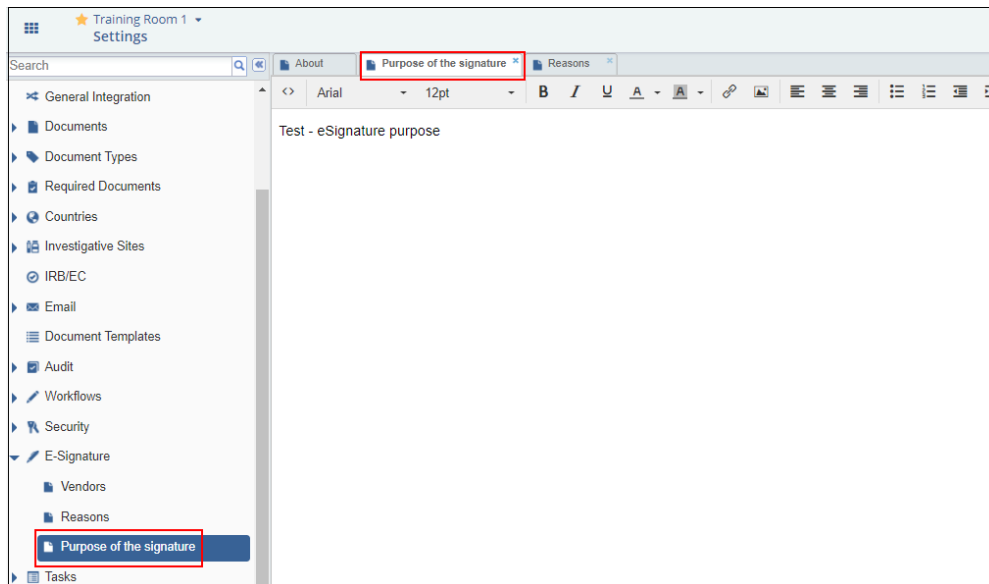 Training Room 1
Settings
Search
About
Purpose of the signature
Reasons
Arial
12pt
B I U A A
Test - eSignature purpose
General Integration
Documents
Document Types
Required Documents
Countries
Investigative Sites
IRB/EC
Email
Document Templates
Audit
Workflows
Security
E-Signature
Vendors
Reasons
Purpose of the signature
Tasks